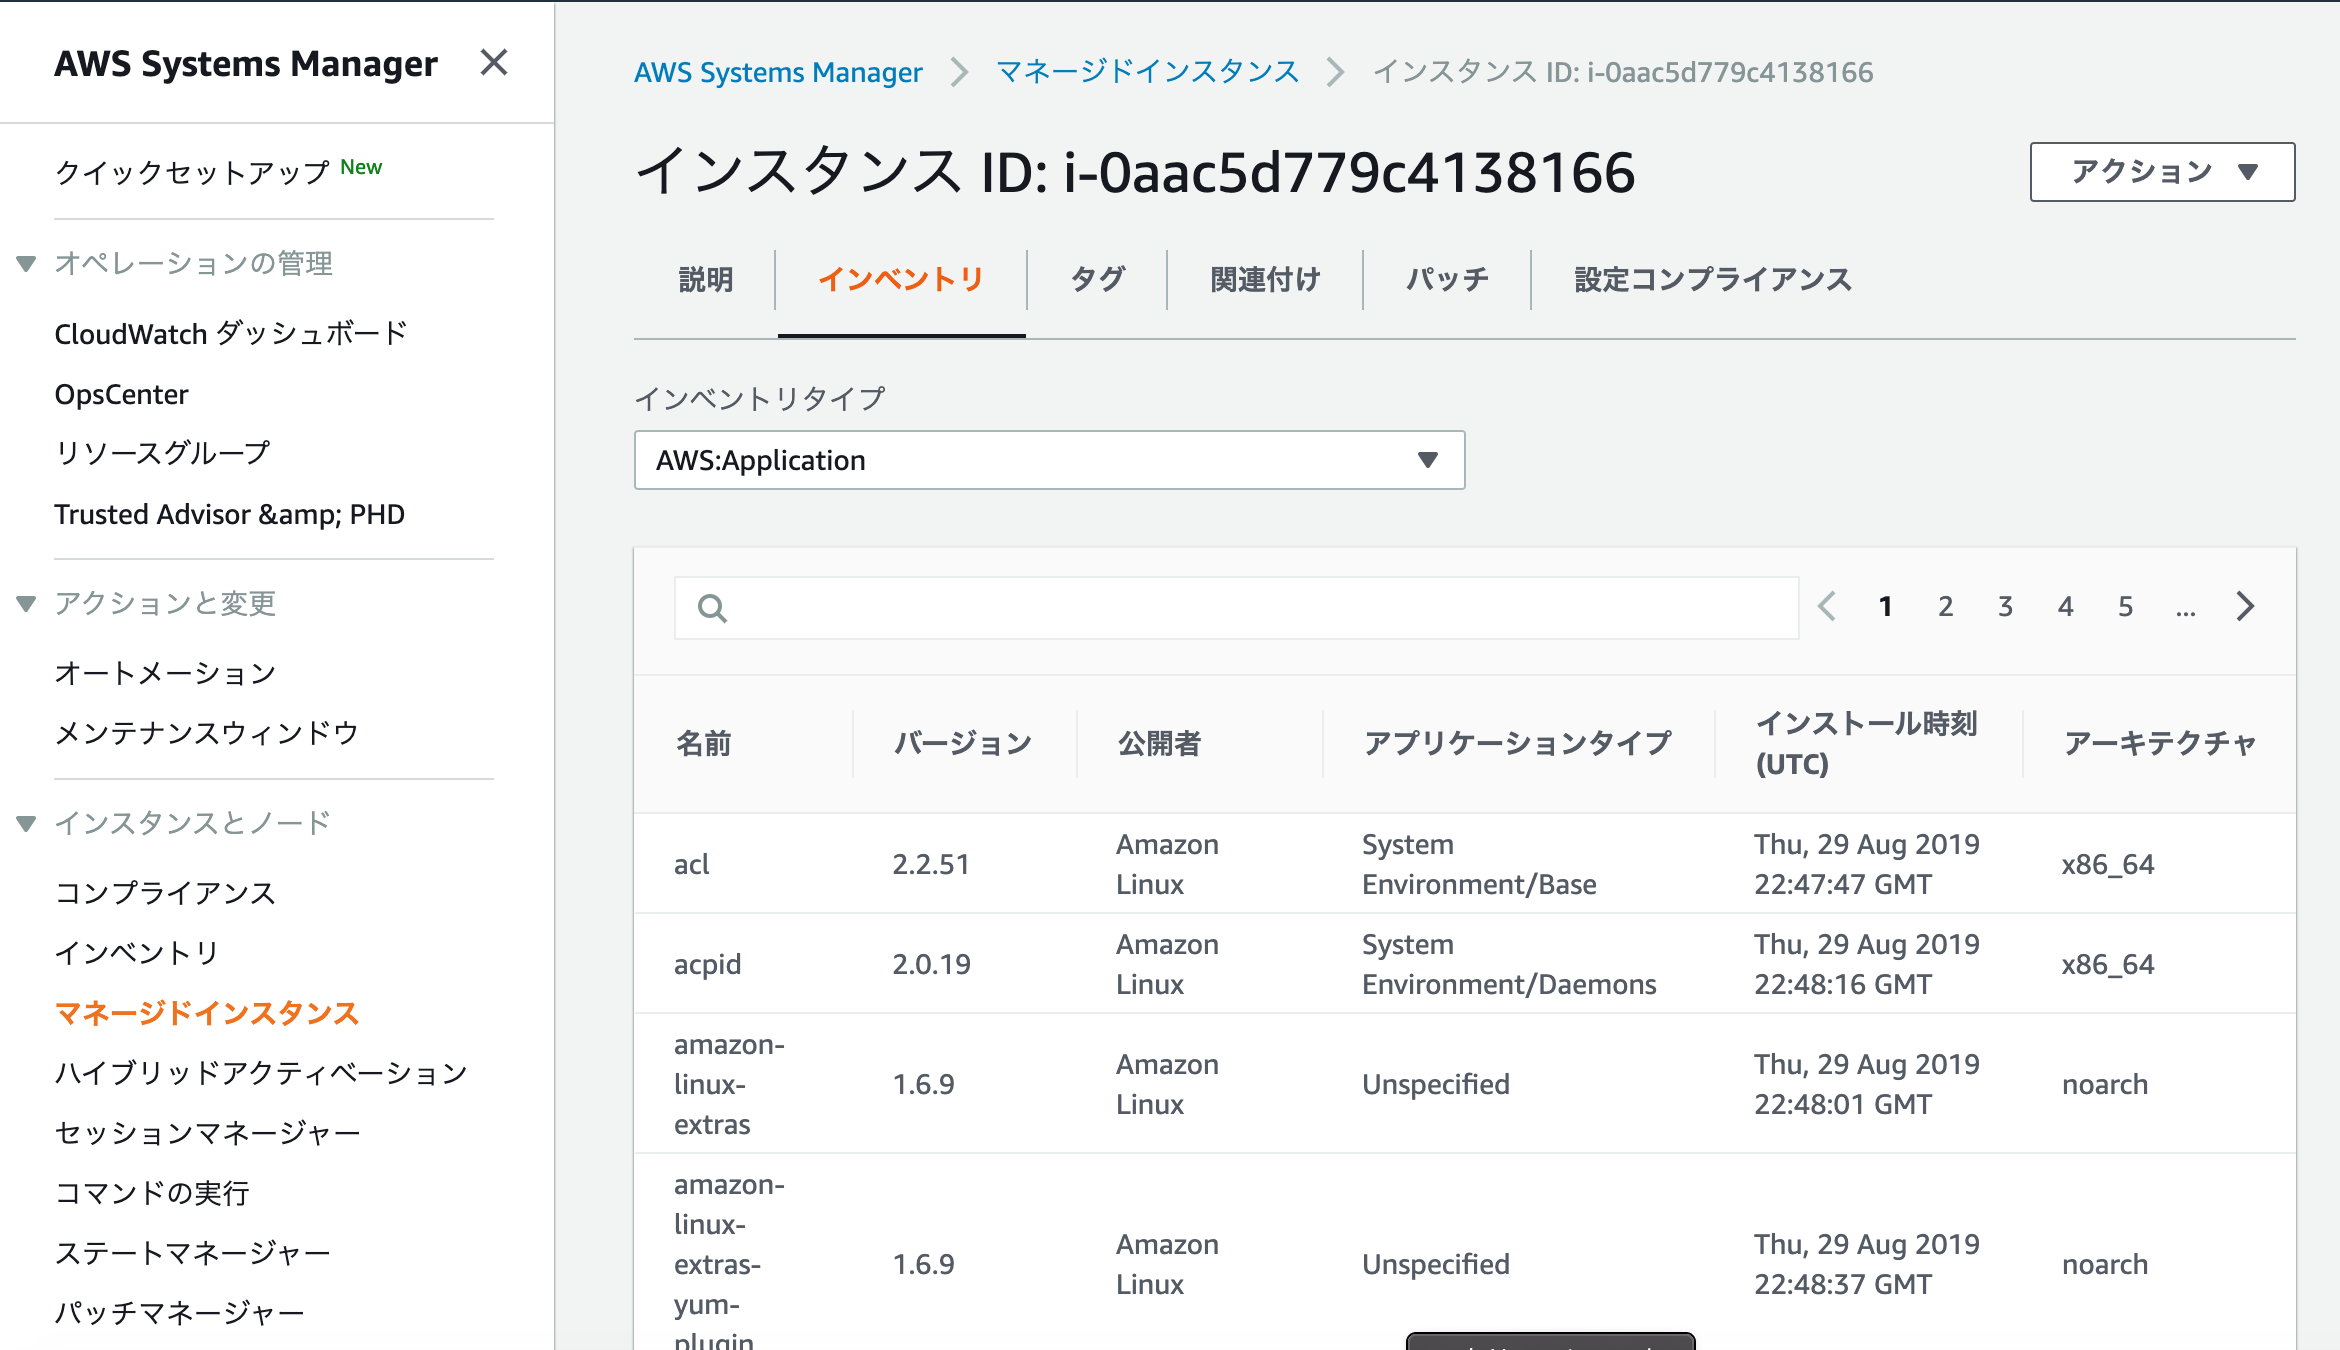 AWS Systems Manager
クイックセットアップ New
オペレーションの管理
CloudWatch ダッシュボード
OpsCenter
リソースグループ
Trusted Advisor &amp; PHD
アクションと変更
オートメーション
メンテナンスウィンドウ
インスタンスとノード
コンプライアンス
インベントリ
マネージドインスタンス
ハイブリッドアクティベーション
セッションマネージャー
コマンドの実行
ステートマネージャー
パッチマネージャー
AWS Systems Manager マネージドインスタンス インスタンス ID: i-0aac5d779c4138166
インスタンス ID: i-0aac5d779c4138166
アクション
説明 インベントリ タグ 関連付け パッチ 設定コンプライアンス
インベントリタイプ
AWS:Application
1 2 3 4 5 ...
名前 バージョン 公開者 アプリケーションタイプ インストール時刻 (UTC) アーキテクチャ
acl 2.2.51 Amazon Linux System Environment/Base Thu, 29 Aug 2019 22:47:47 GMT x86_64
acpid 2.0.19 Amazon Linux System Environment/Daemons Thu, 29 Aug 2019 22:48:16 GMT x86_64
amazon-linux-extras 1.6.9 Amazon Linux Unspecified Thu, 29 Aug 2019 22:48:01 GMT noarch
amazon-linux-extras-yum-plugin 1.6.9 Amazon Linux Unspecified Thu, 29 Aug 2019 22:48:37 GMT noarch